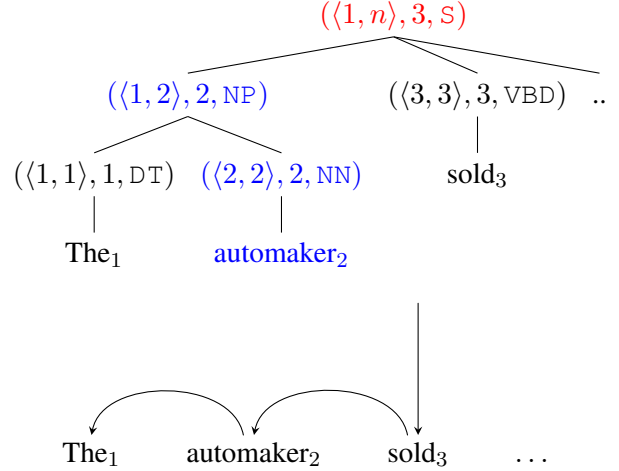 (⟨1, n⟩, 3, S)
(⟨1, 2⟩, 2, NP) (⟨3, 3⟩, 3, VBD) ..
(⟨1, 1⟩, 1, DT) (⟨2, 2⟩, 2, NN) sold₃
The₁ automaker₂
The₁ automaker₂ sold₃ ...